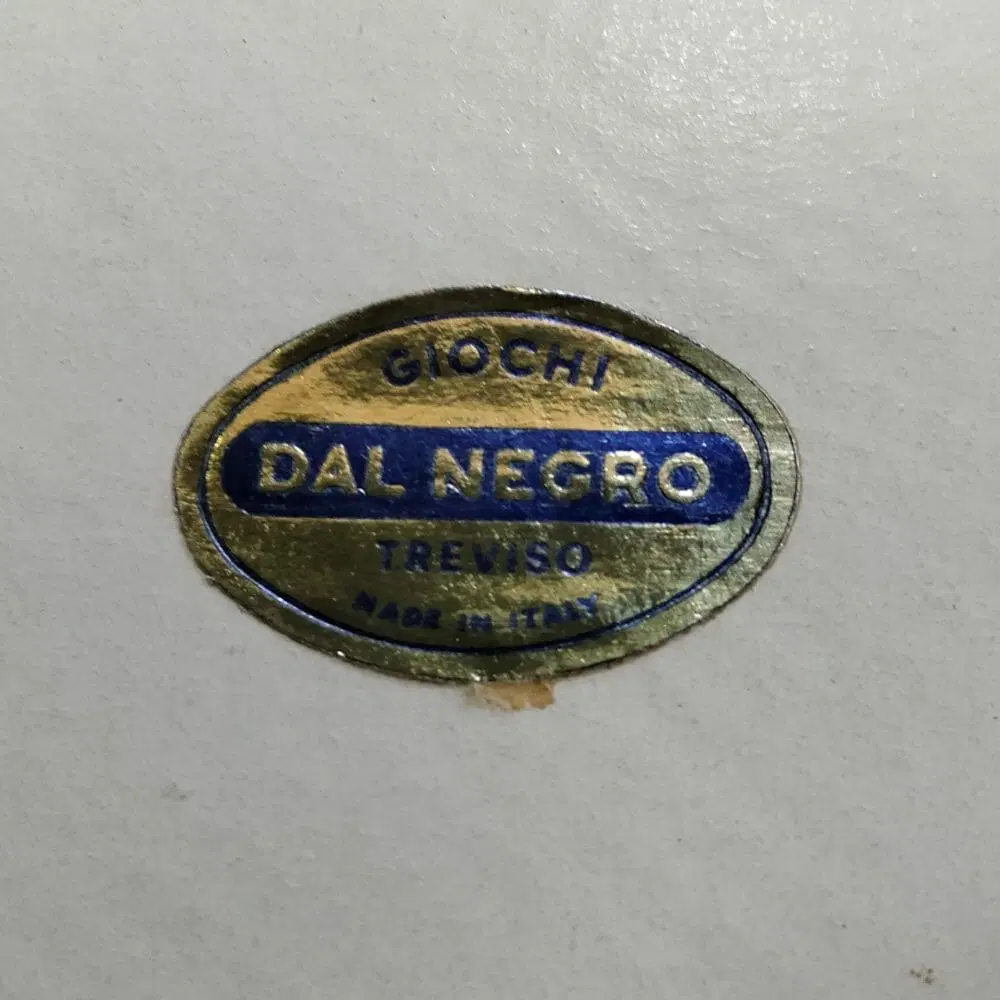 GIOCHI
DAL NEGRO
TREVISO
MADE IN ITALY